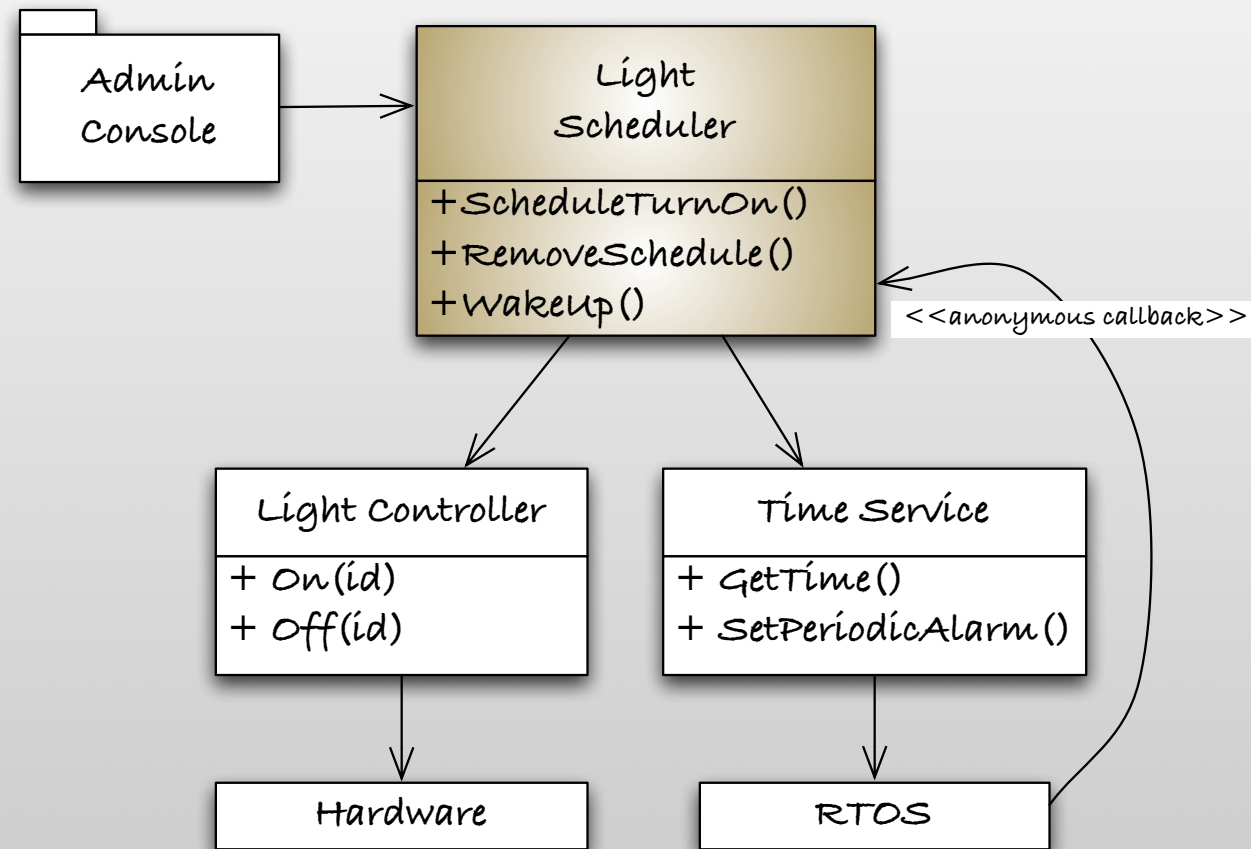 Admin
Console
Light
Scheduler
+ScheduleTurnOn()
+RemoveSchedule()
+WakeUp()
<<anonymous callback>>
Light Controller
+ On(id)
+ Off(id)
Time Service
+ GetTime()
+ SetPeriodicAlarm()
Hardware
RTOS